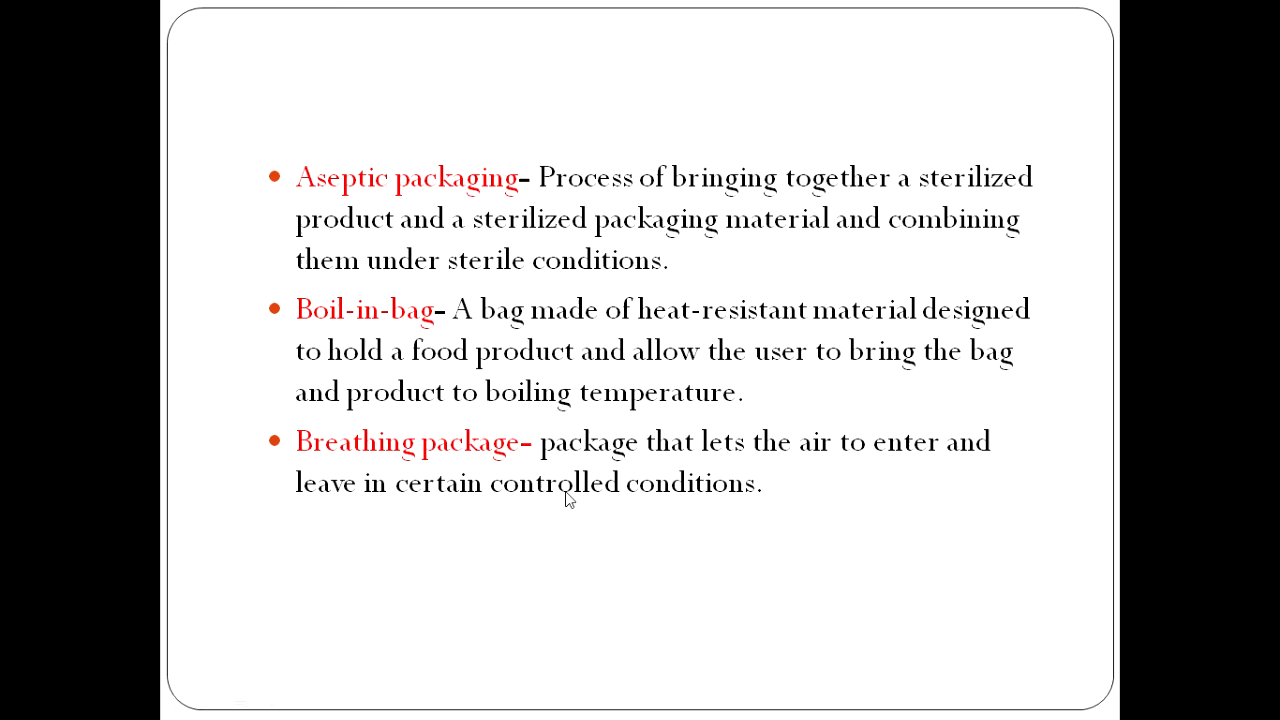 • Aseptic packaging- Process of bringing together a sterilized
product and a sterilized packaging material and combining
them under sterile conditions.
• Boil-in-bag- A bag made of heat-resistant material designed
to hold a food product and allow the user to bring the bag
and product to boiling temperature.
• Breathing package- package that lets the air to enter and
leave in certain controlled conditions.